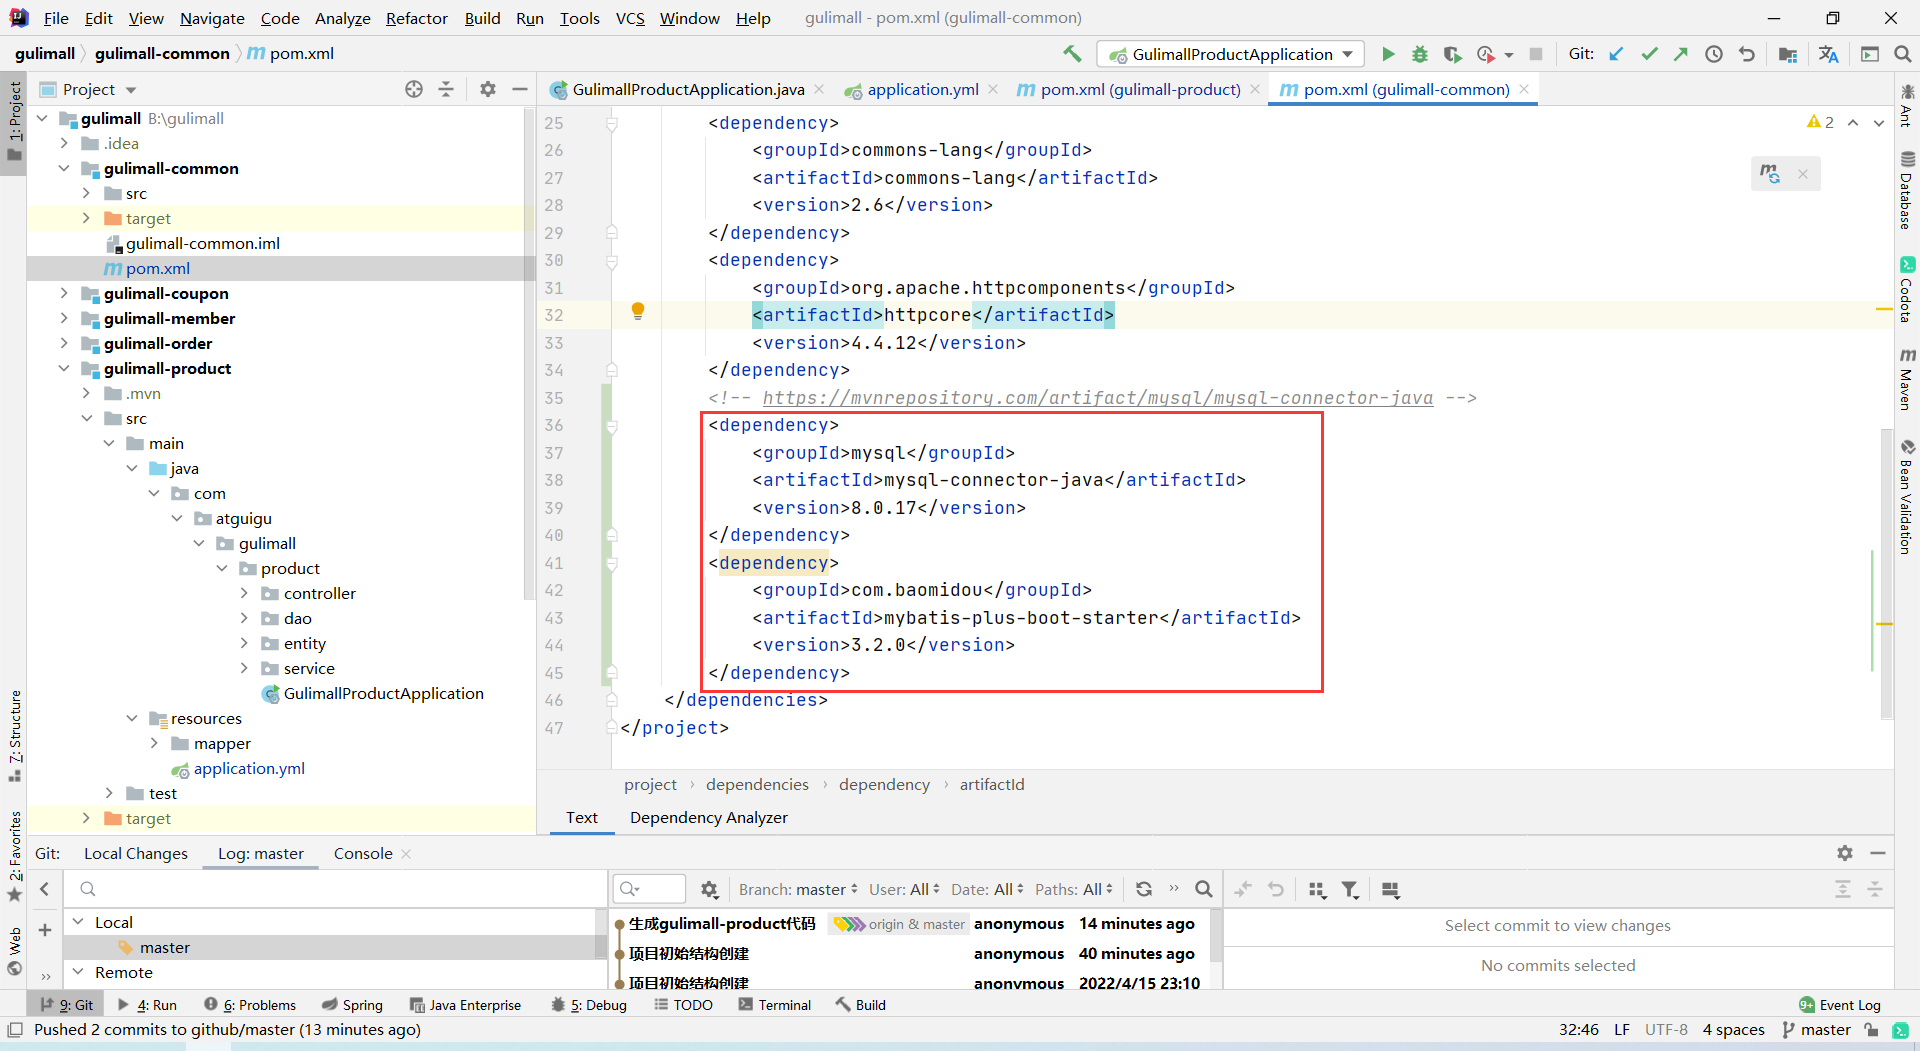 File Edit View Navigate Code Analyze Refactor Build Run Tools VCS Window Help gulimall - pom.xml (gulimall-common)
gulimall gulimall-common pom.xml
GulimallProductApplication Git:
Project
GulimallProductApplication.java application.yml pom.xml (gulimall-product) pom.xml (gulimall-common)
1: Project
7: Structure
2: Favorites
Web
gulimall B:\gulimall
.idea
gulimall-common
src
target
gulimall-common.iml
pom.xml
gulimall-coupon
gulimall-member
gulimall-order
gulimall-product
.mvn
src
main
java
com
atguigu
gulimall
product
controller
dao
entity
service
GulimallProductApplication
resources
mapper
application.yml
test
target
25 <dependency>
26 <groupId>commons-lang</groupId>
27 <artifactId>commons-lang</artifactId>
28 <version>2.6</version>
29 </dependency>
30 <dependency>
31 <groupId>org.apache.httpcomponents</groupId>
32 <artifactId>httpcore</artifactId>
33 <version>4.4.12</version>
34 </dependency>
35 <!-- https://mvnrepository.com/artifact/mysql/mysql-connector-java -->
36 <dependency>
37 <groupId>mysql</groupId>
38 <artifactId>mysql-connector-java</artifactId>
39 <version>8.0.17</version>
40 </dependency>
41 <dependency>
42 <groupId>com.baomidou</groupId>
43 <artifactId>mybatis-plus-boot-starter</artifactId>
44 <version>3.2.0</version>
45 </dependency>
46 </dependencies>
47 </project>
2
Ant
Database
Codota
Maven
Bean Validation
project dependencies dependency artifactId
Text Dependency Analyzer
Git: Local Changes Log: master Console
Branch: master User: All Date: All Paths: All
Local
master
Remote
生成gulimall-product代码 origin & master anonymous 14 minutes ago
项目初始结构创建 anonymous 40 minutes ago
项目初始结构创建 anonymous 2022/4/15 23:10
Select commit to view changes
No commits selected
9: Git 4: Run 6: Problems Spring Java Enterprise 5: Debug TODO Terminal Build 9+ Event Log
Pushed 2 commits to github/master (13 minutes ago) 32:46 LF UTF-8 4 spaces master